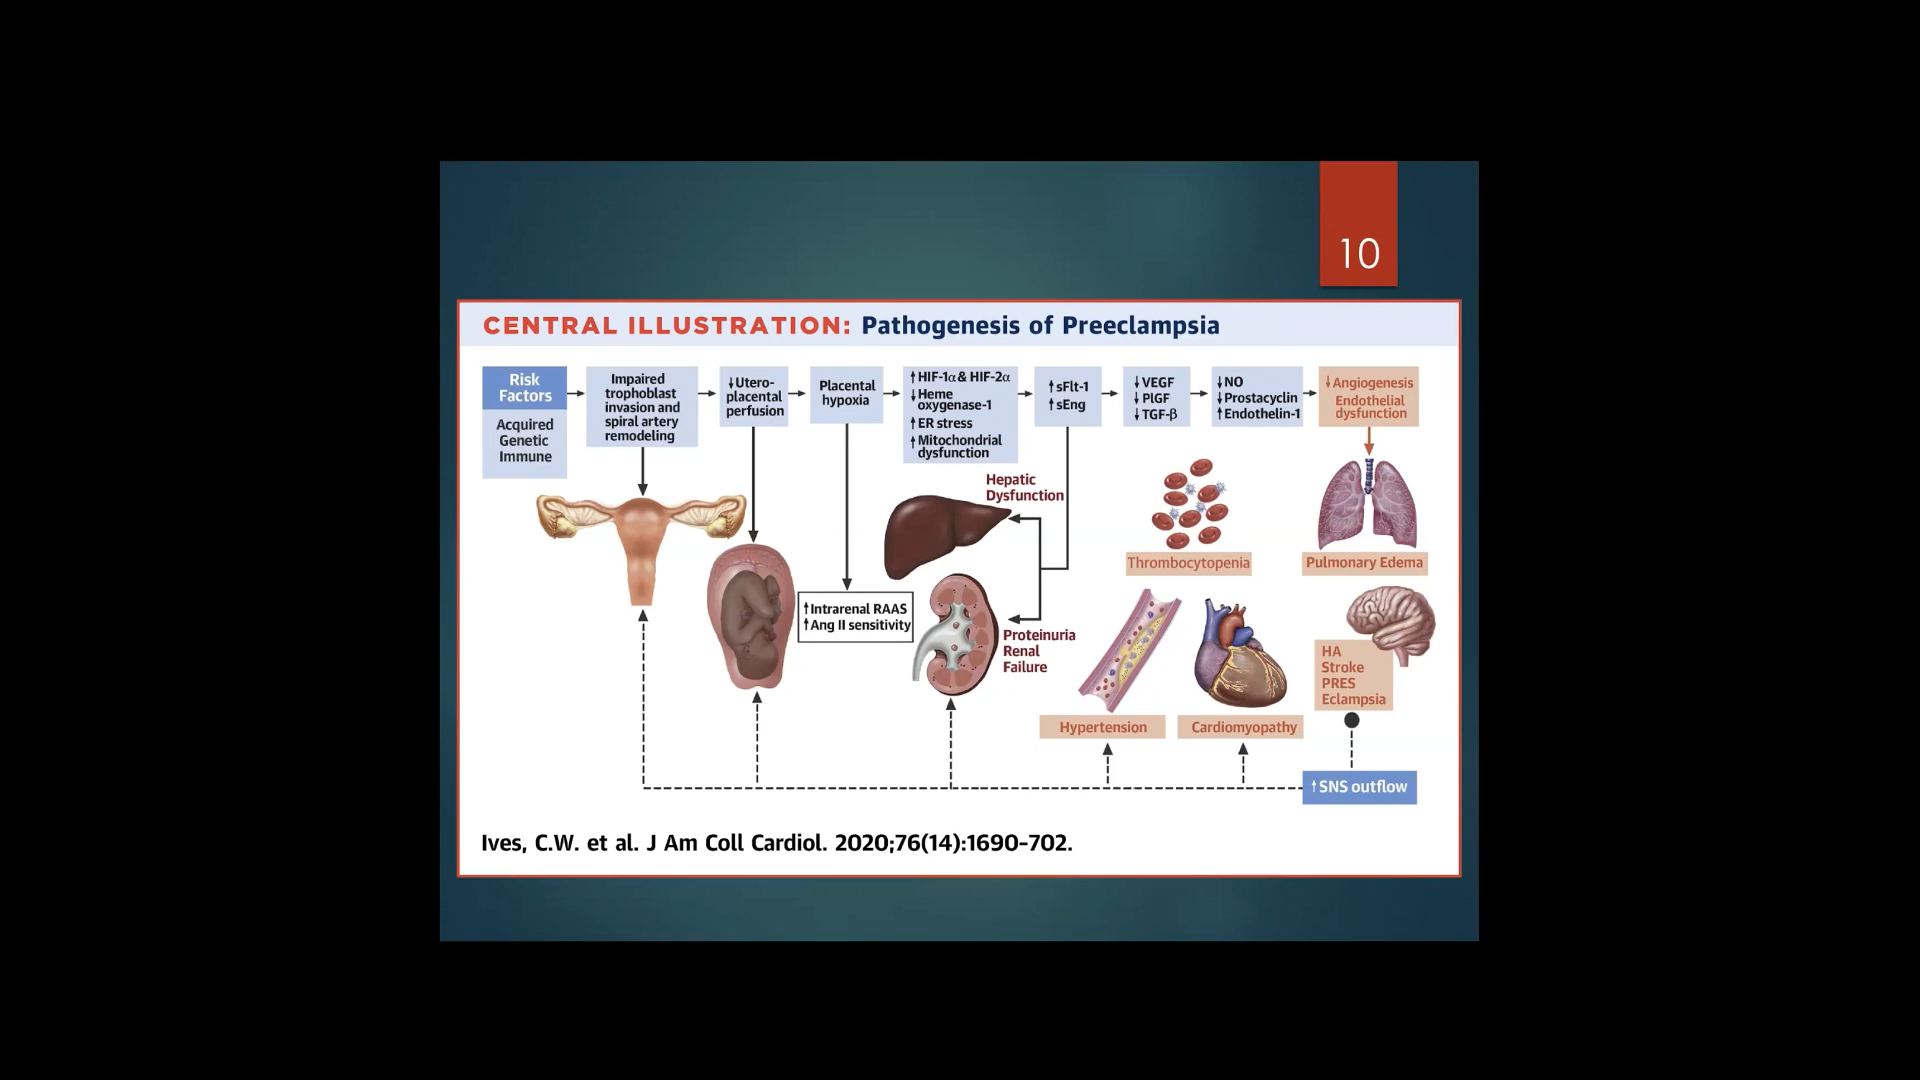 10
CENTRAL ILLUSTRATION: Pathogenesis of Preeclampsia
Risk
Factors
Acquired
Genetic
Immune
Impaired
trophoblast
invasion and
spiral artery
remodeling
↓Utero-
placental
perfusion
Placental
hypoxia
↑HIF-1α & HIF-2α
↓Heme
oxygenase-1
↑ER stress
↑Mitochondrial
dysfunction
↑sFlt-1
↑sEng
↓VEGF
↓PlGF
↓TGF-β
↓NO
↓Prostacyclin
↑Endothelin-1
↓Angiogenesis
Endothelial
dysfunction
Hepatic
Dysfunction
Thrombocytopenia
Pulmonary Edema
↑Intrarenal RAAS
↑Ang II sensitivity
Proteinuria
Renal
Failure
HA
Stroke
PRES
Eclampsia
Hypertension
Cardiomyopathy
↑SNS outflow
Ives, C.W. et al. J Am Coll Cardiol. 2020;76(14):1690-702.